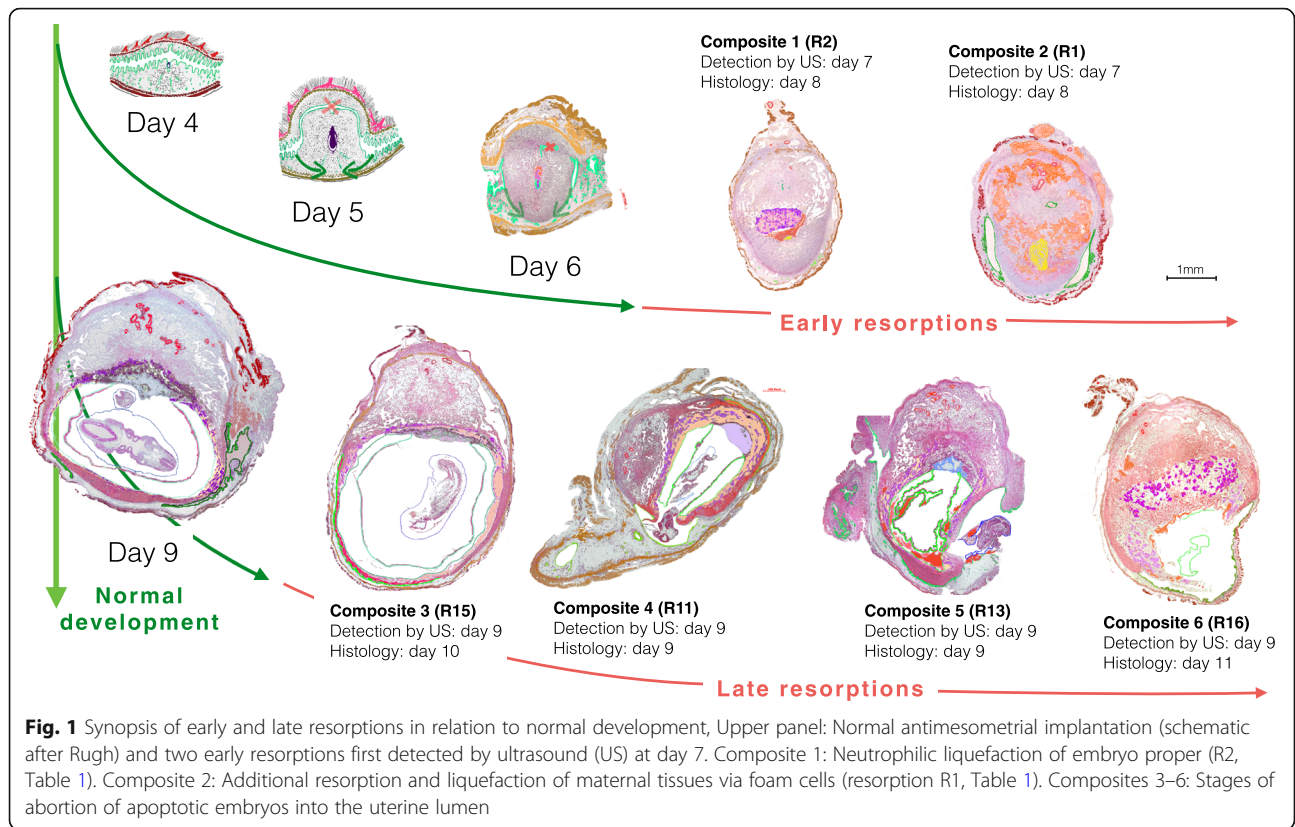 Day 4
Day 5
Day 6
Composite 1 (R2)
Detection by US: day 7
Histology: day 8
Composite 2 (R1)
Detection by US: day 7
Histology: day 8
1mm
Early resorptions
Day 9
Normal
development
Composite 3 (R15)
Detection by US: day 9
Histology: day 10
Composite 4 (R11)
Detection by US: day 9
Histology: day 9
Composite 5 (R13)
Detection by US: day 9
Histology: day 9
Composite 6 (R16)
Detection by US: day 9
Histology: day 11
Late resorptions
Fig. 1 Synopsis of early and late resorptions in relation to normal development, Upper panel: Normal antimesometrial implantation (schematic
after Rugh) and two early resorptions first detected by ultrasound (US) at day 7. Composite 1: Neutrophilic liquefaction of embryo proper (R2,
Table 1). Composite 2: Additional resorption and liquefaction of maternal tissues via foam cells (resorption R1, Table 1). Composites 3–6: Stages of
abortion of apoptotic embryos into the uterine lumen